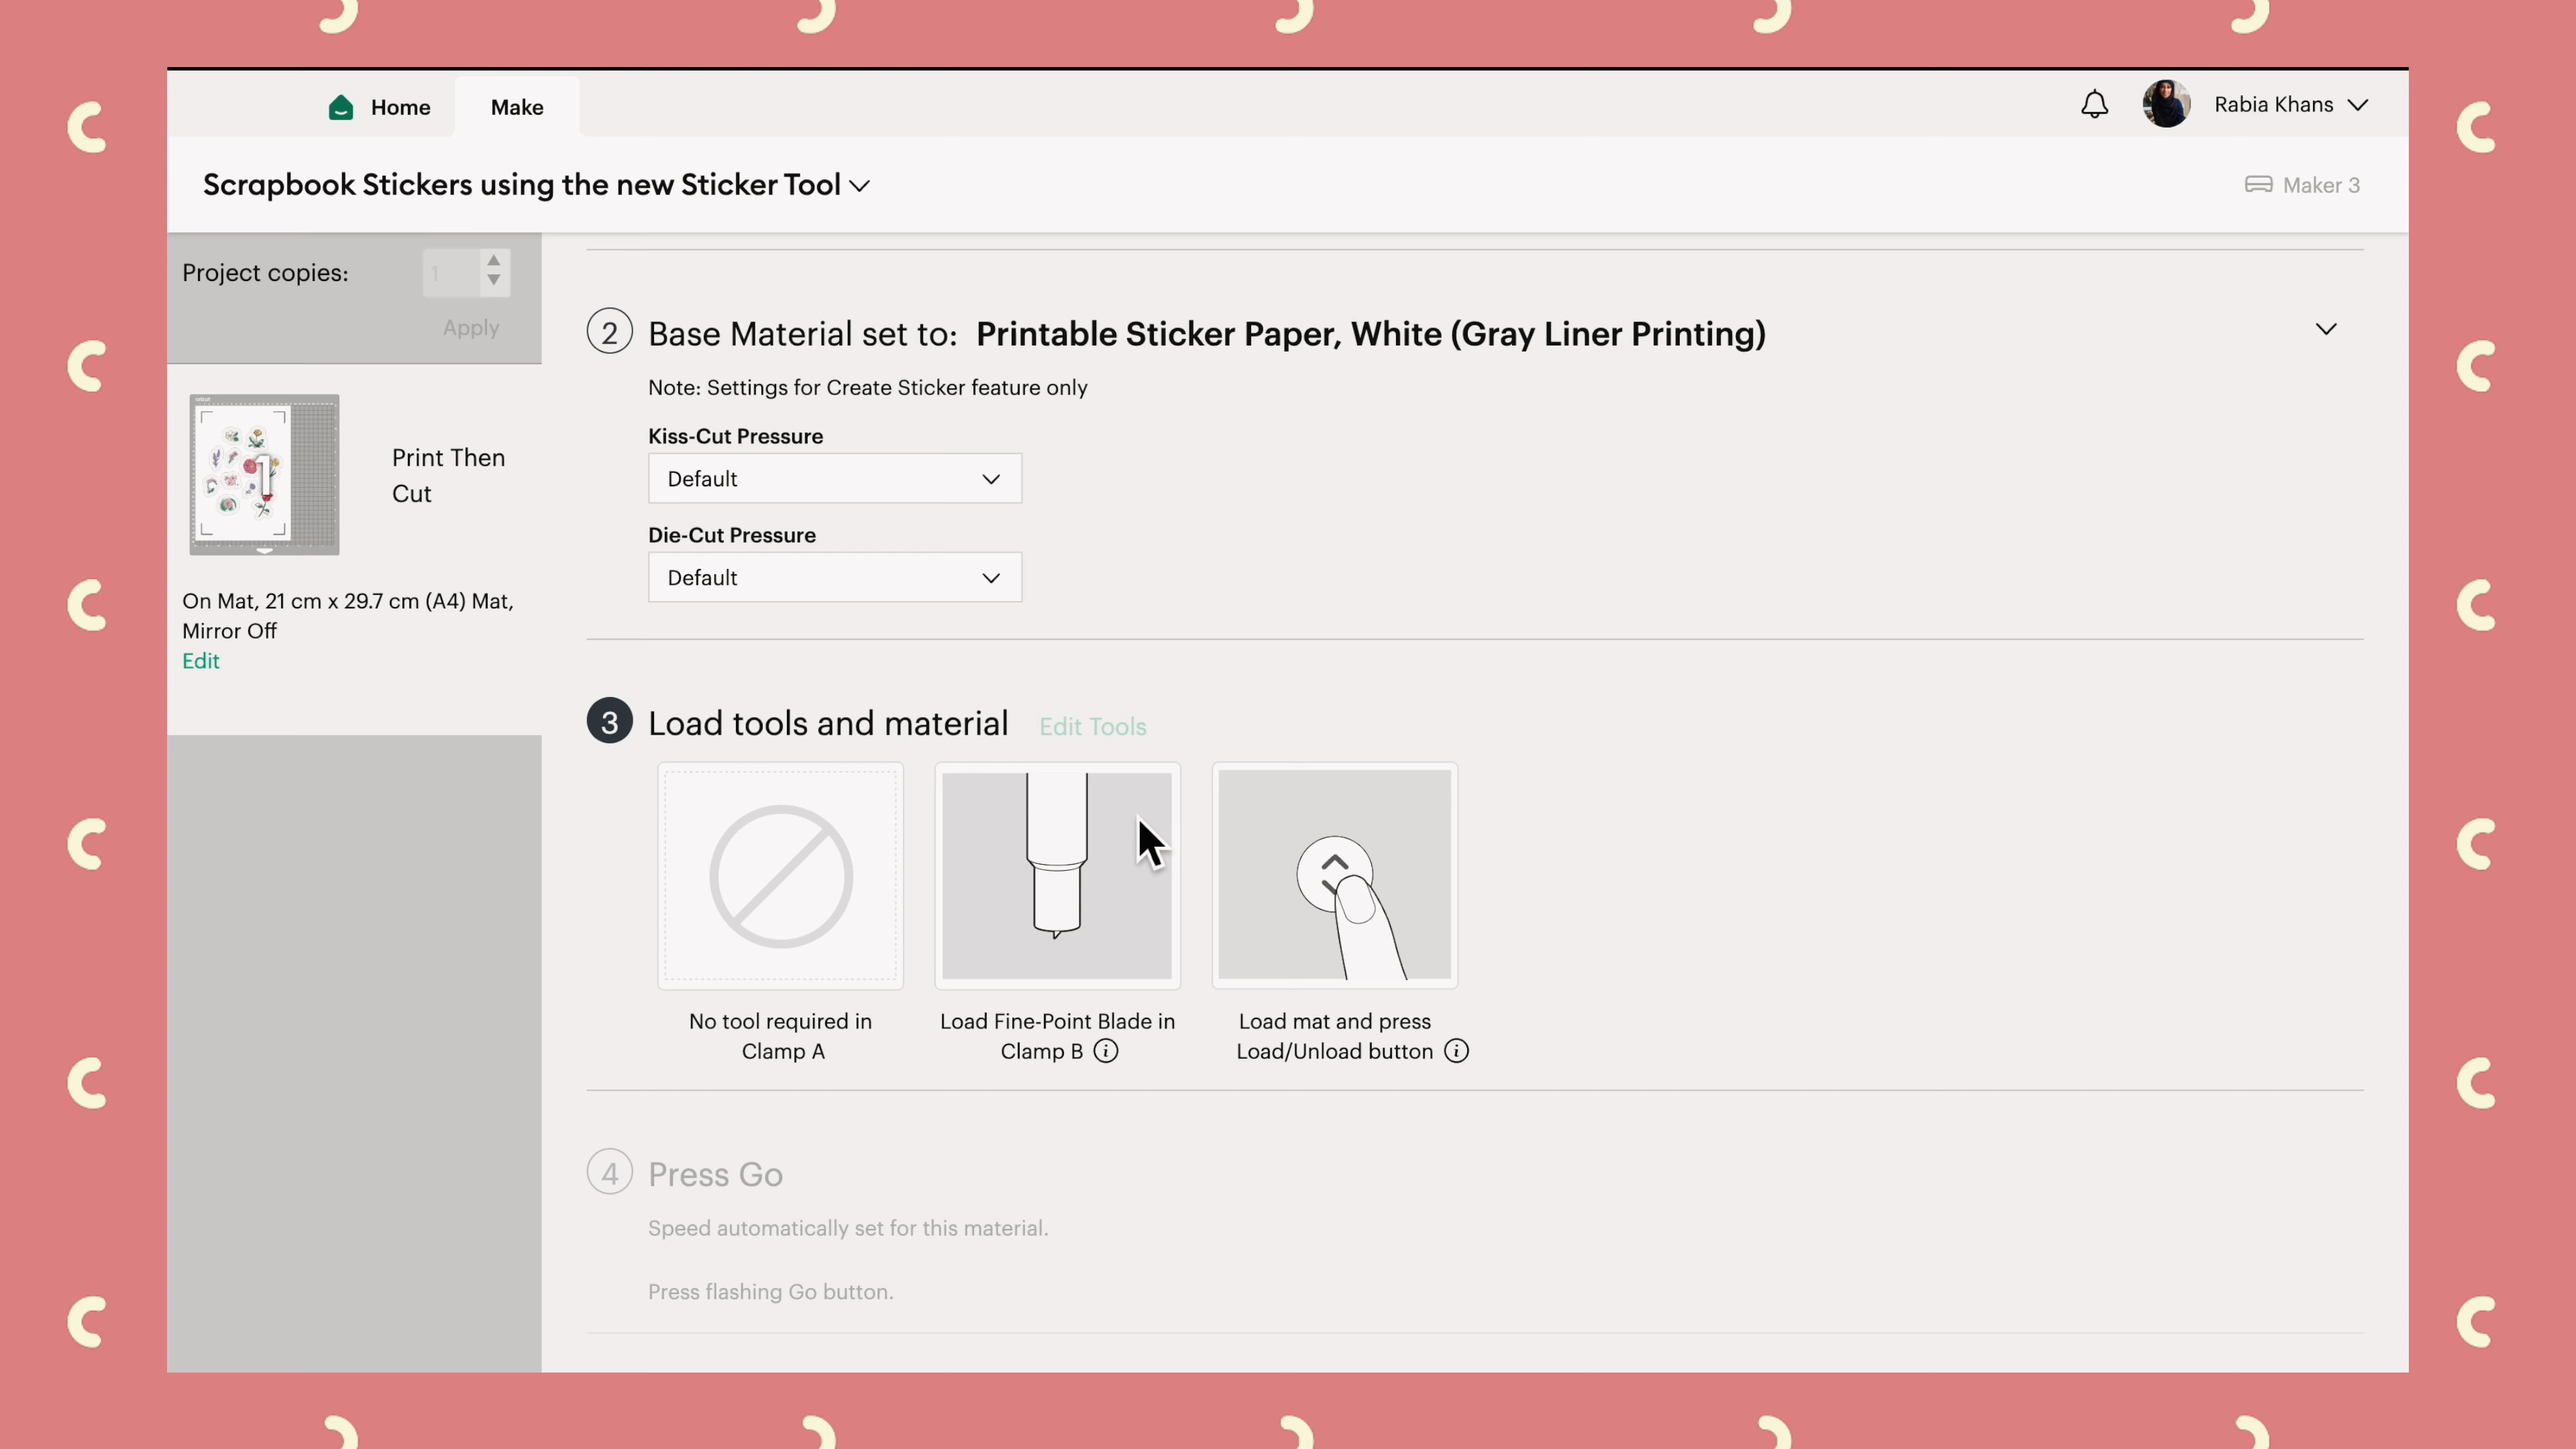 Home
Make
Rabia Khans
Scrapbook Stickers using the new Sticker Tool
Maker 3
Project copies:
1
Apply
1
Print Then
Cut
On Mat, 21 cm x 29.7 cm (A4) Mat,
Mirror Off
Edit
2
Base Material set to: Printable Sticker Paper, White (Gray Liner Printing)
Note: Settings for Create Sticker feature only
Kiss-Cut Pressure
Default
Die-Cut Pressure
Default
3
Load tools and material
Edit Tools
No tool required in
Clamp A
Load Fine-Point Blade in
Clamp B
Load mat and press
Load/Unload button
4
Press Go
Speed automatically set for this material.
Press flashing Go button.